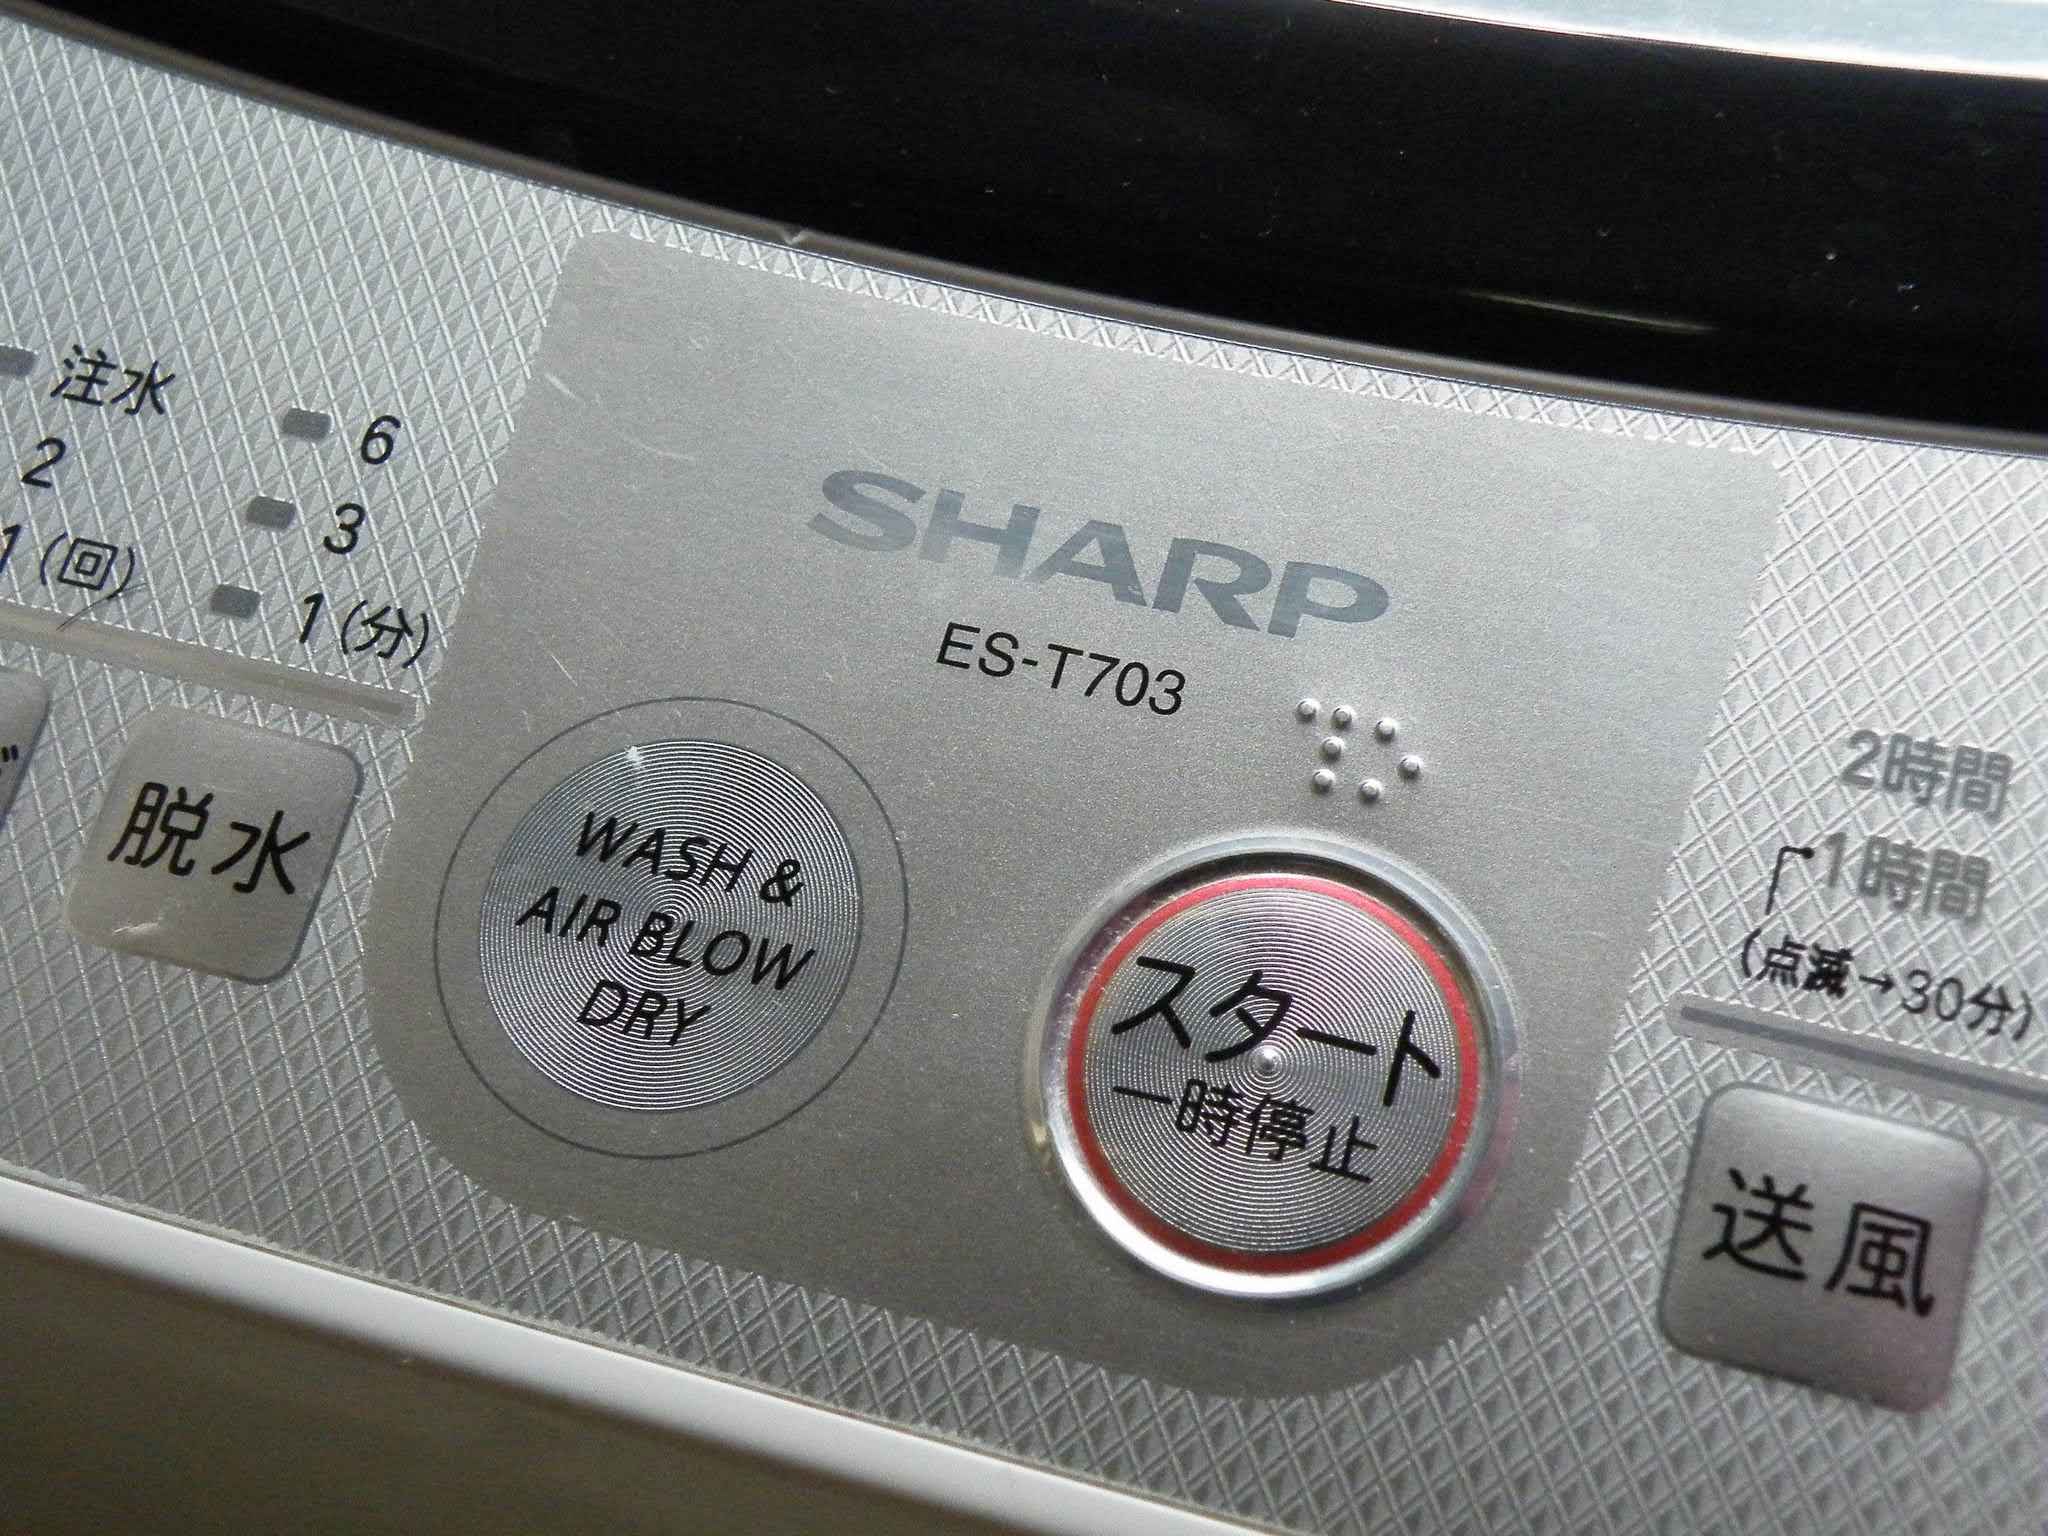 注水
6
2
3
1(回)
1(分)
脱水
SHARP
ES-T703
WASH &
AIR BLOW
DRY
スタート
一時停止
2時間
1時間
(点滅→30分)
送風